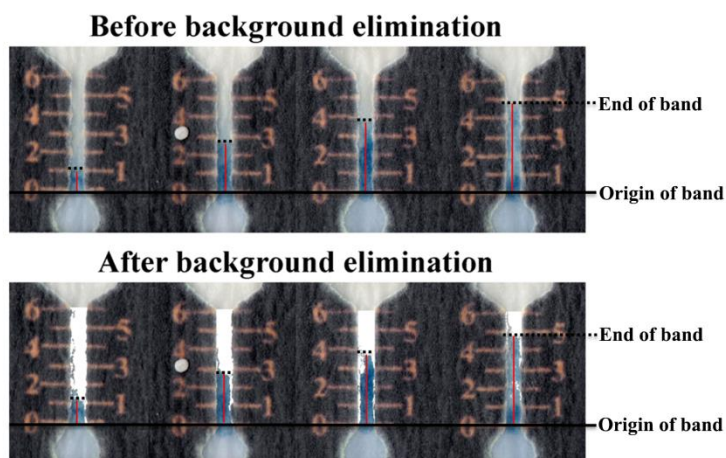 Before background elimination
6 6 6 6
5 5 5 5 End of band
4 4 4 4
3 3 3 3
2 2 2 2
1 1 1 1
0 0 0 0 Origin of band
After background elimination
6 6 6 6
5 5 5 5 End of band
4 4 4 4
3 3 3 3
2 2 2 2
1 1 1 1
0 0 0 0 Origin of band